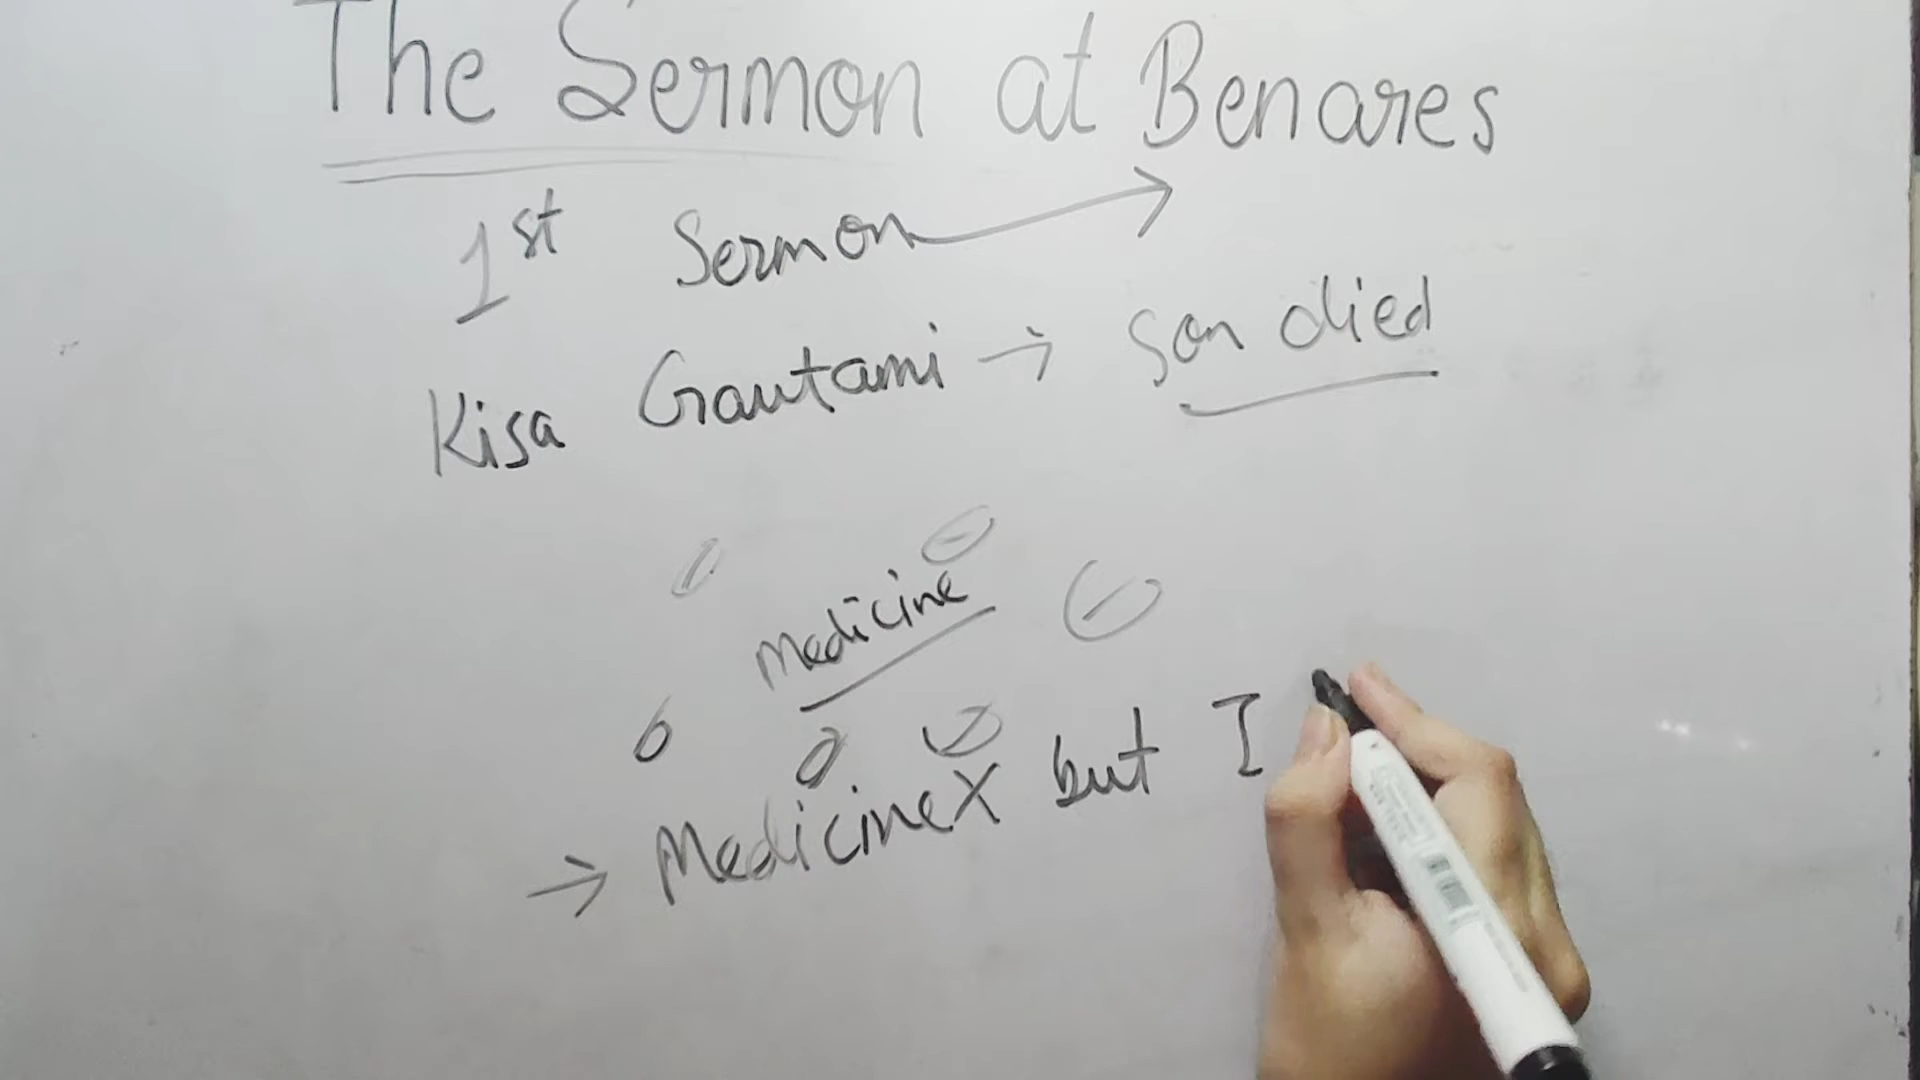 The Sermon at Benares
1st Sermon →
Kisa Gautami → Son died
medicine
→ Medicine X but I